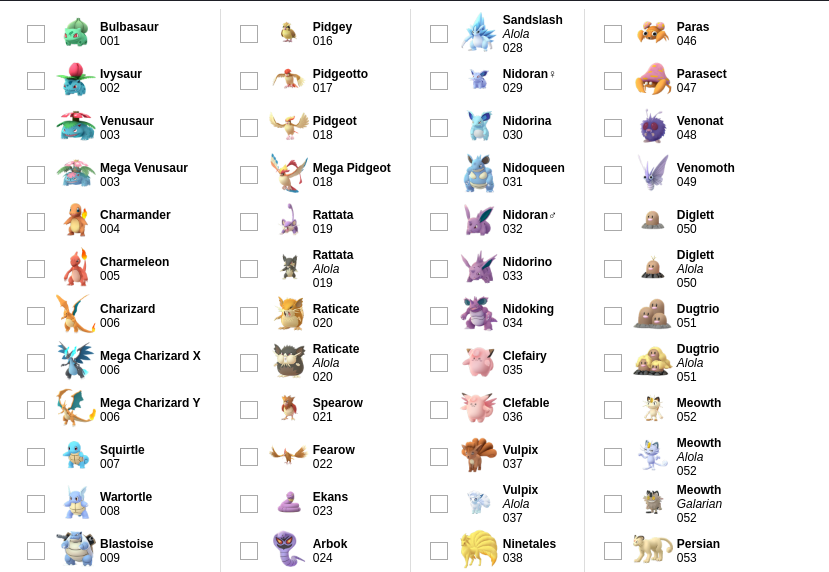 Bulbasaur
001
Ivysaur
002
Venusaur
003
Mega Venusaur
003
Charmander
004
Charmeleon
005
Charizard
006
Mega Charizard X
006
Mega Charizard Y
006
Squirtle
007
Wartortle
008
Blastoise
009
Pidgey
016
Pidgeotto
017
Pidgeot
018
Mega Pidgeot
018
Rattata
019
Rattata
Alola
019
Raticate
020
Raticate
Alola
020
Spearow
021
Fearow
022
Ekans
023
Arbok
024
Sandslash
Alola
028
Nidoran♀
029
Nidorina
030
Nidoqueen
031
Nidoran♂
032
Nidorino
033
Nidoking
034
Clefairy
035
Clefable
036
Vulpix
037
Vulpix
Alola
037
Ninetales
038
Paras
046
Parasect
047
Venonat
048
Venomoth
049
Diglett
050
Diglett
Alola
050
Dugtrio
051
Dugtrio
Alola
051
Meowth
052
Meowth
Alola
052
Meowth
Galarian
052
Persian
053